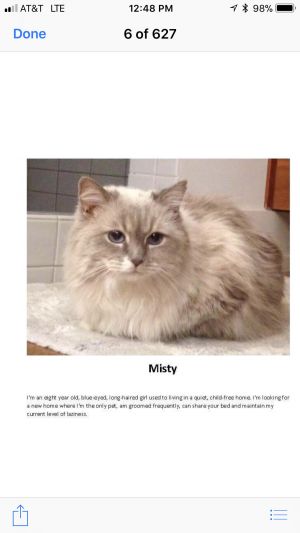 AT&T LTE 12:48 PM 98%
Done 6 of 627
Misty
I'm an eight year old, blue eyed, long-haired girl used to living in a quiet, child-free home. I'm looking for
a new home where I'm the only pet, am groomed frequently, can share your bed and maintain my
current level of laziness.